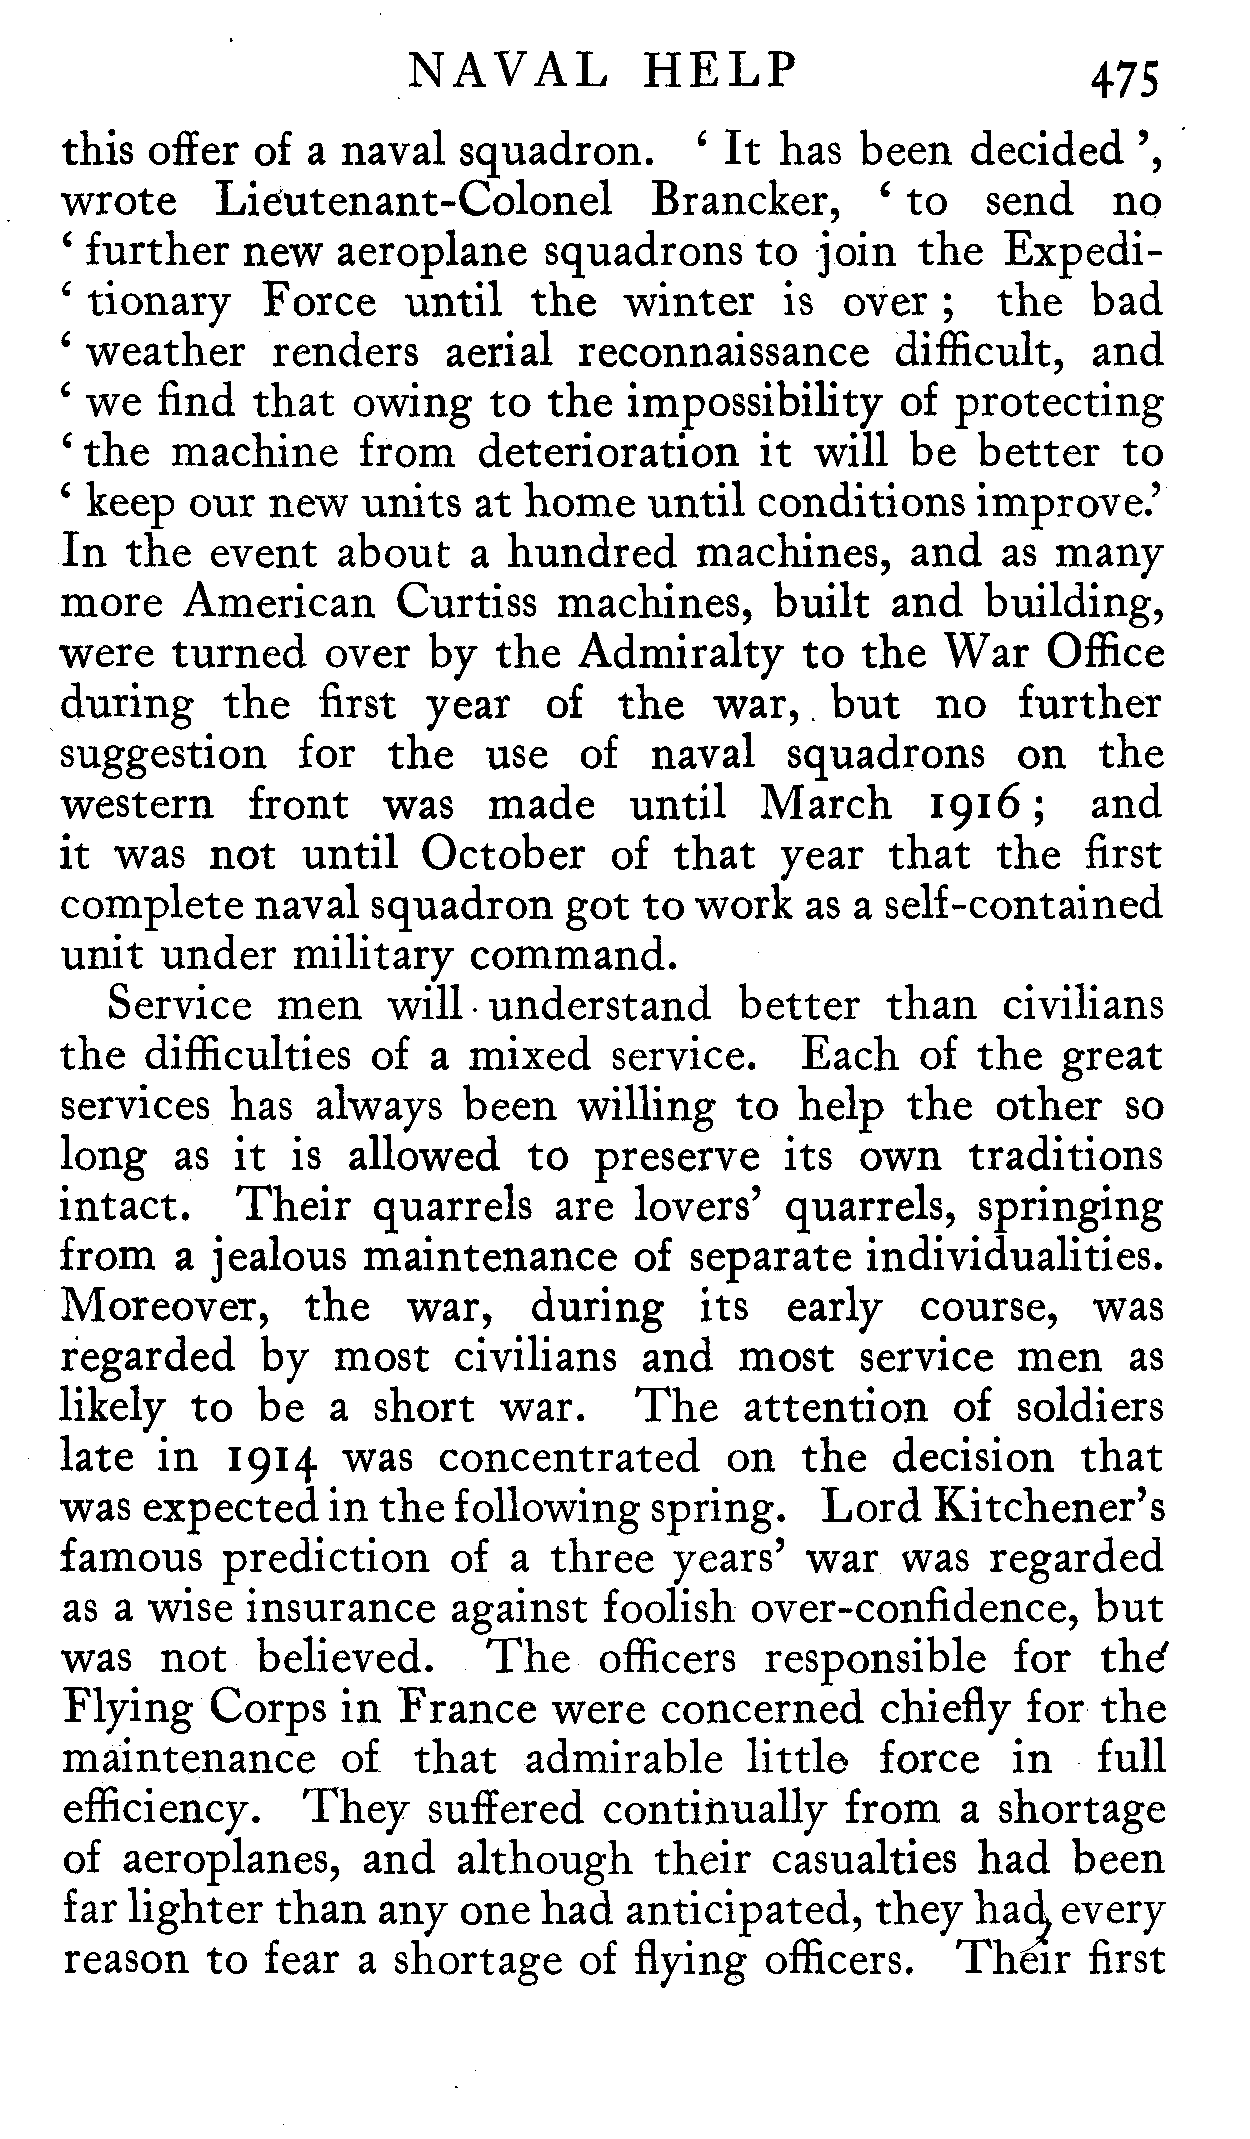 NAVAL HELP 475
this offer of a naval squadron. ‘ It has been decided ’,
wrote Lieutenant-Colonel Brancker, ‘ to send no
‘ further new aeroplane squadrons to join the Expedi-
‘ tionary Force until the winter is over ; the bad
‘ weather renders aerial reconnaissance difficult, and
‘ we find that owing to the impossibility of protecting
‘ the machine from deterioration it will be better to
‘ keep our new units at home until conditions improve.’
In the event about a hundred machines, and as many
more American Curtiss machines, built and building,
were turned over by the Admiralty to the War Office
during the first year of the war, but no further
suggestion for the use of naval squadrons on the
western front was made until March 1916 ; and
it was not until October of that year that the first
complete naval squadron got to work as a self-contained
unit under military command.
Service men will understand better than civilians
the difficulties of a mixed service. Each of the great
services has always been willing to help the other so
long as it is allowed to preserve its own traditions
intact. Their quarrels are lovers’ quarrels, springing
from a jealous maintenance of separate individualities.
Moreover, the war, during its early course, was
regarded by most civilians and most service men as
likely to be a short war. The attention of soldiers
late in 1914 was concentrated on the decision that
was expected in the following spring. Lord Kitchener’s
famous prediction of a three years’ war was regarded
as a wise insurance against foolish over-confidence, but
was not believed. The officers responsible for the
Flying Corps in France were concerned chiefly for the
maintenance of that admirable little force in full
efficiency. They suffered continually from a shortage
of aeroplanes, and although their casualties had been
far lighter than any one had anticipated, they had every
reason to fear a shortage of flying officers. Their first